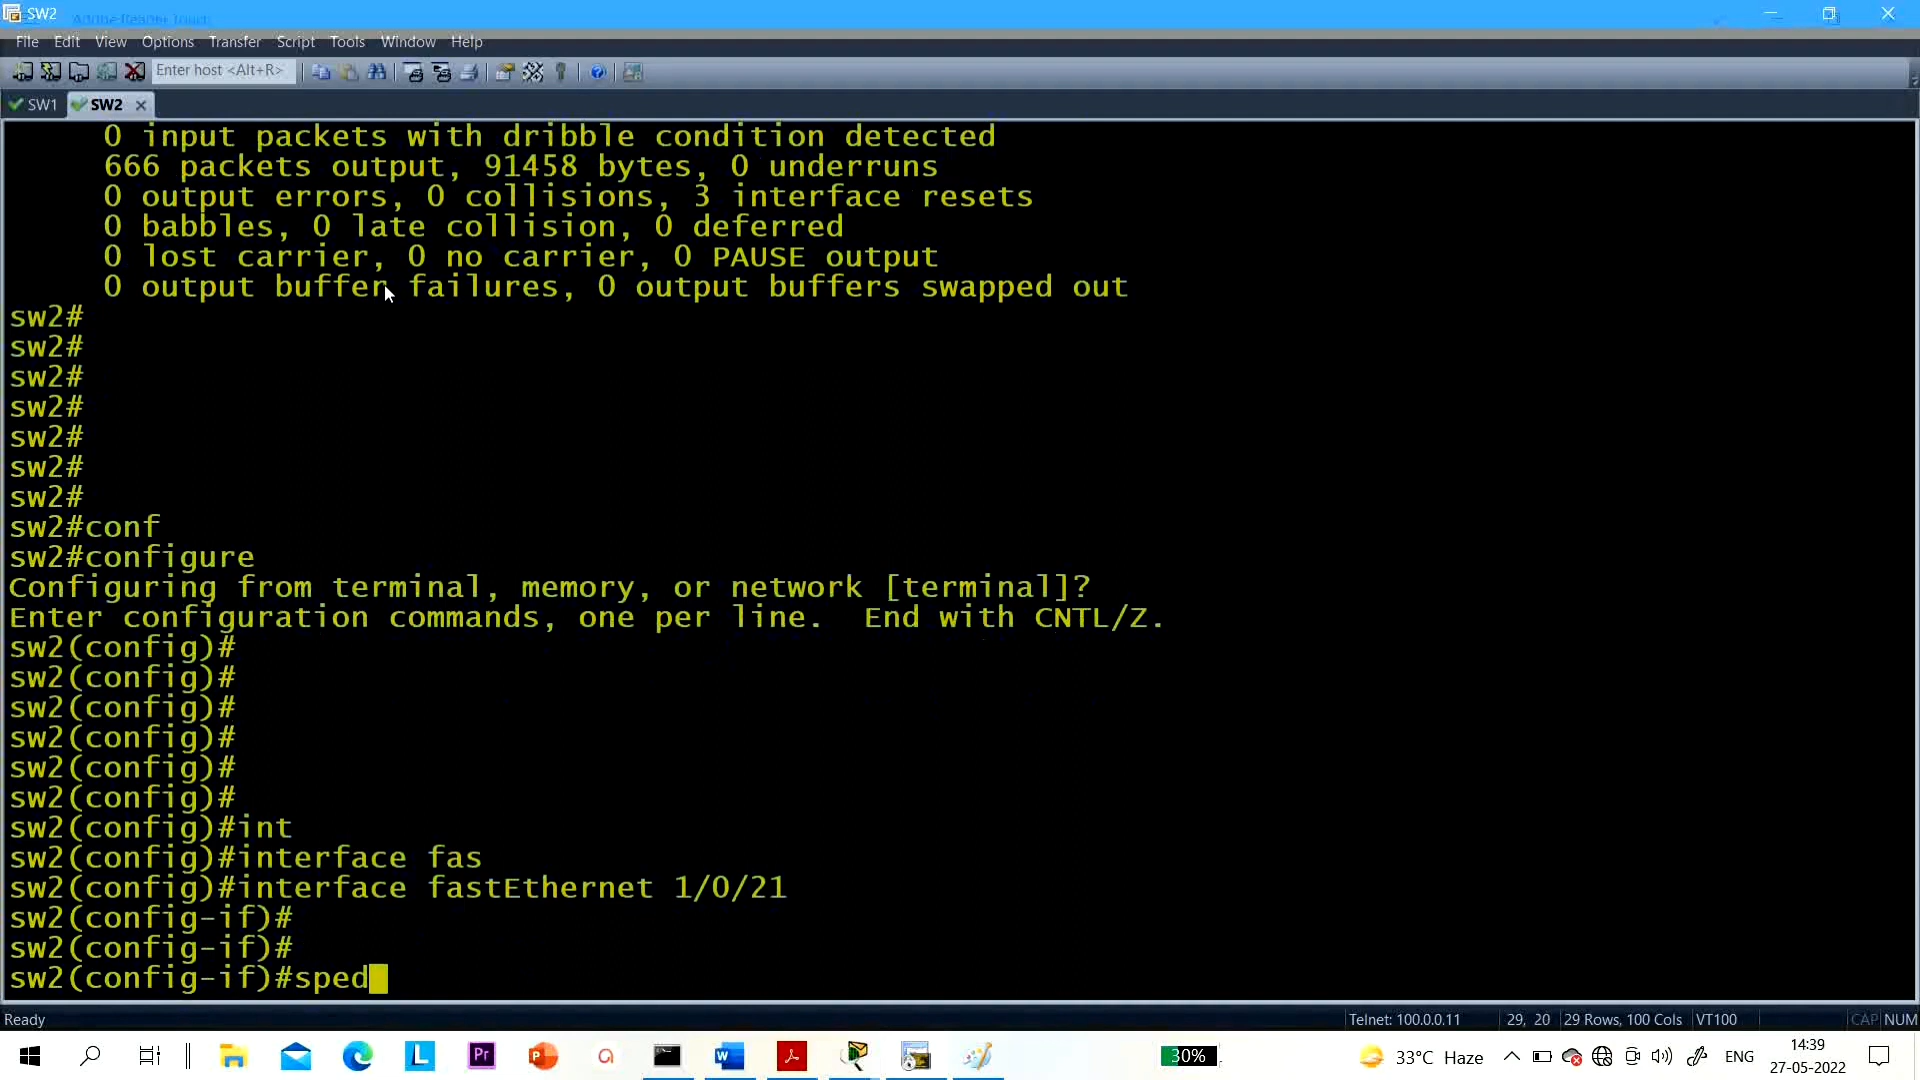 SW2
File Edit View Options Transfer Script Tools Window Help
Enter host <Alt+R>
SW1 SW2
0 input packets with dribble condition detected
666 packets output, 91458 bytes, 0 underruns
0 output errors, 0 collisions, 3 interface resets
0 babbles, 0 late collision, 0 deferred
0 lost carrier, 0 no carrier, 0 PAUSE output
0 output buffer failures, 0 output buffers swapped out
sw2#
sw2#
sw2#
sw2#
sw2#
sw2#
sw2#
sw2#conf
sw2#configure
Configuring from terminal, memory, or network [terminal]?
Enter configuration commands, one per line.  End with CNTL/Z.
sw2(config)#
sw2(config)#
sw2(config)#
sw2(config)#
sw2(config)#
sw2(config)#
sw2(config)#int
sw2(config)#interface fas
sw2(config)#interface fastEthernet 1/0/21
sw2(config-if)#
sw2(config-if)#
sw2(config-if)#sped
Ready Telnet: 100.0.0.11 29, 20 29 Rows, 100 Cols VT100 CAP NUM
L Pr P W 30% 33°C Haze ENG 14:39
27-05-2022